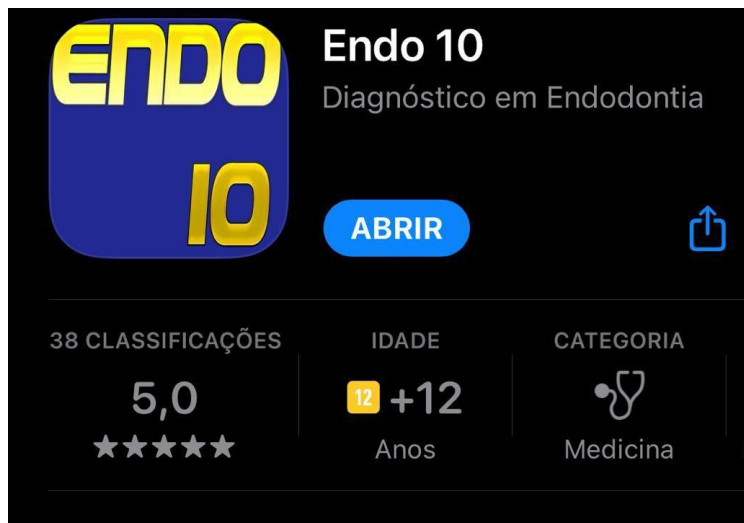 ENDO
10
Endo 10
Diagnóstico em Endodontia
ABRIR
38 CLASSIFICAÇÕES
5,0
IDADE
12 +12
Anos
CATEGORIA
Medicina